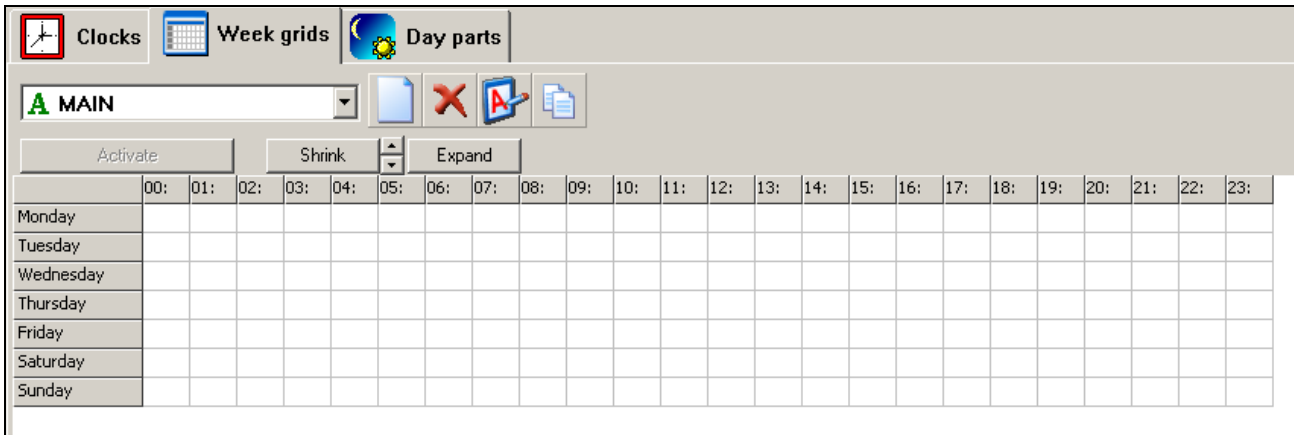 Clocks Week grids Day parts
A MAIN
Activate Shrink Expand
00: 01: 02: 03: 04: 05: 06: 07: 08: 09: 10: 11: 12: 13: 14: 15: 16: 17: 18: 19: 20: 21: 22: 23:
Monday
Tuesday
Wednesday
Thursday
Friday
Saturday
Sunday